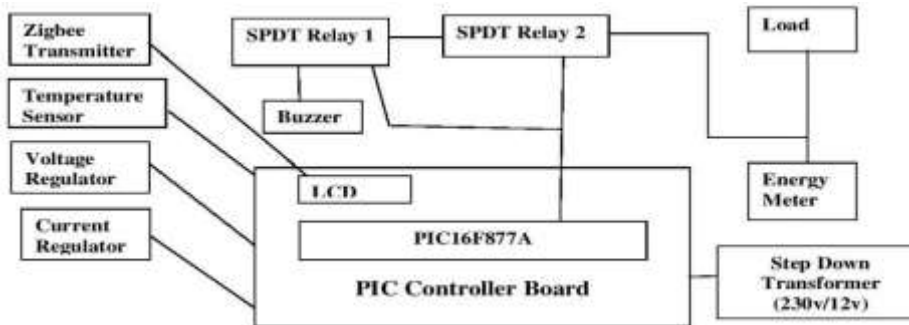 Zigbee
Transmitter
SPDT Relay 1
SPDT Relay 2
Load
Temperature
Sensor
Buzzer
Voltage
Regulator
LCD
Energy
Meter
Current
Regulator
PIC16F877A
PIC Controller Board
Step Down
Transformer
(230v/12v)